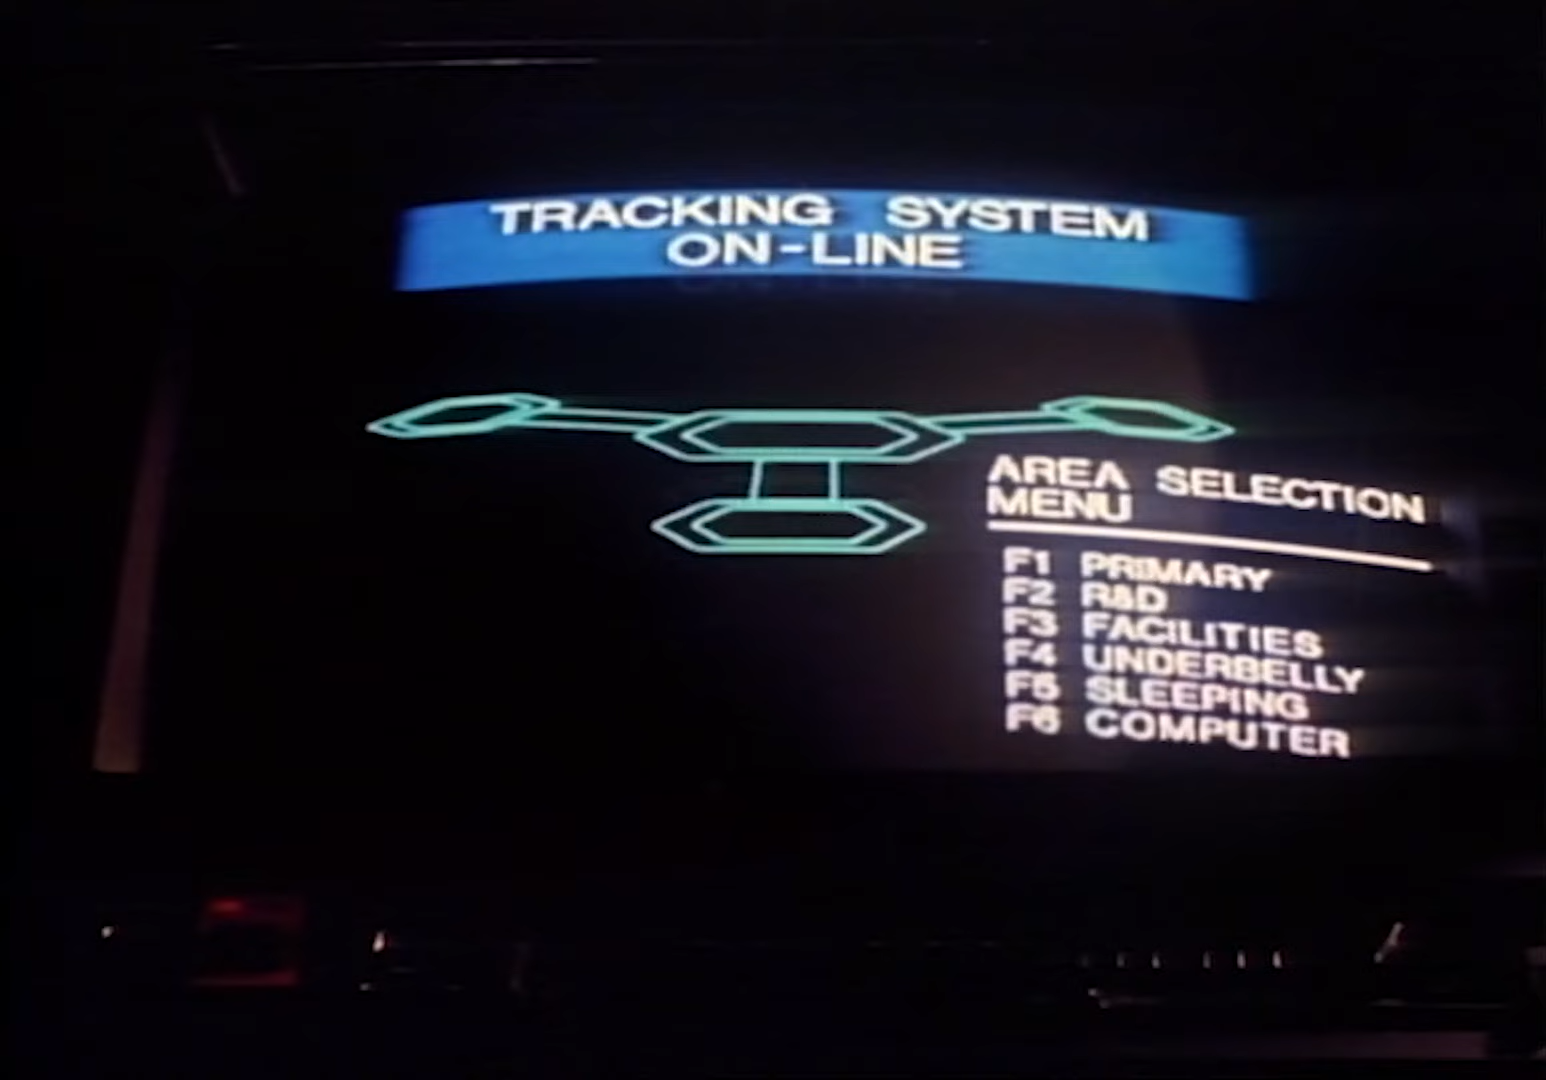 TRACKING SYSTEM
ON-LINE
AREA SELECTION
MENU
F1 PRIMARY
F2 R&D
F3 FACILITIES
F4 UNDERBELLY
F5 SLEEPING
F6 COMPUTER